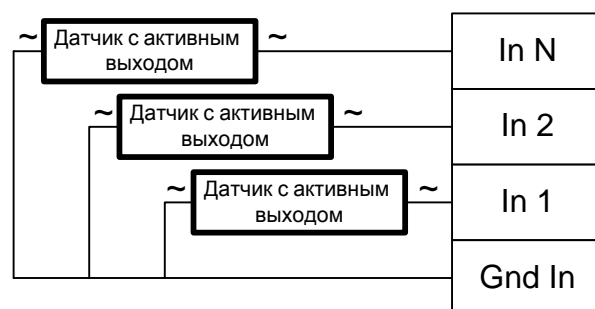 ~ Датчик с активным ~
выходом
In N
~ Датчик с активным ~
выходом
In 2
~ Датчик с активным ~
выходом
In 1
Gnd In